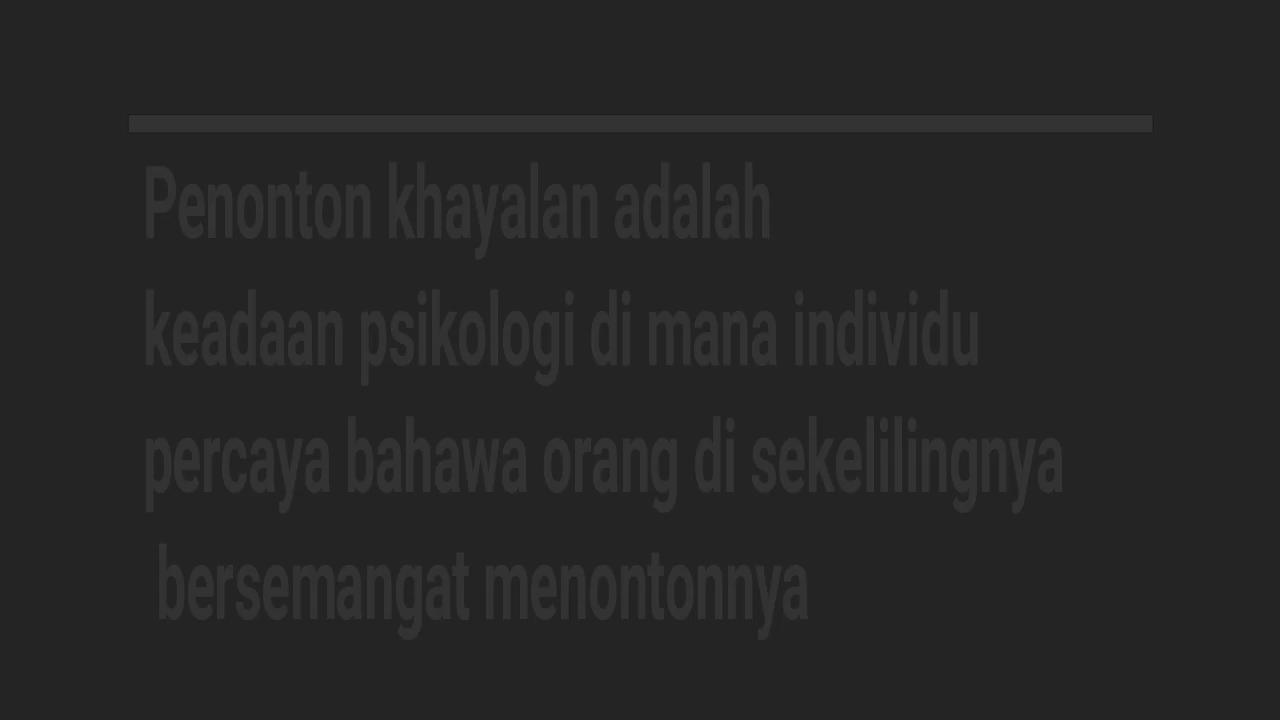 Penonton khayalan adalah
keadaan psikologi di mana individu
percaya bahawa orang di sekelilingnya
bersemangat menontonnya